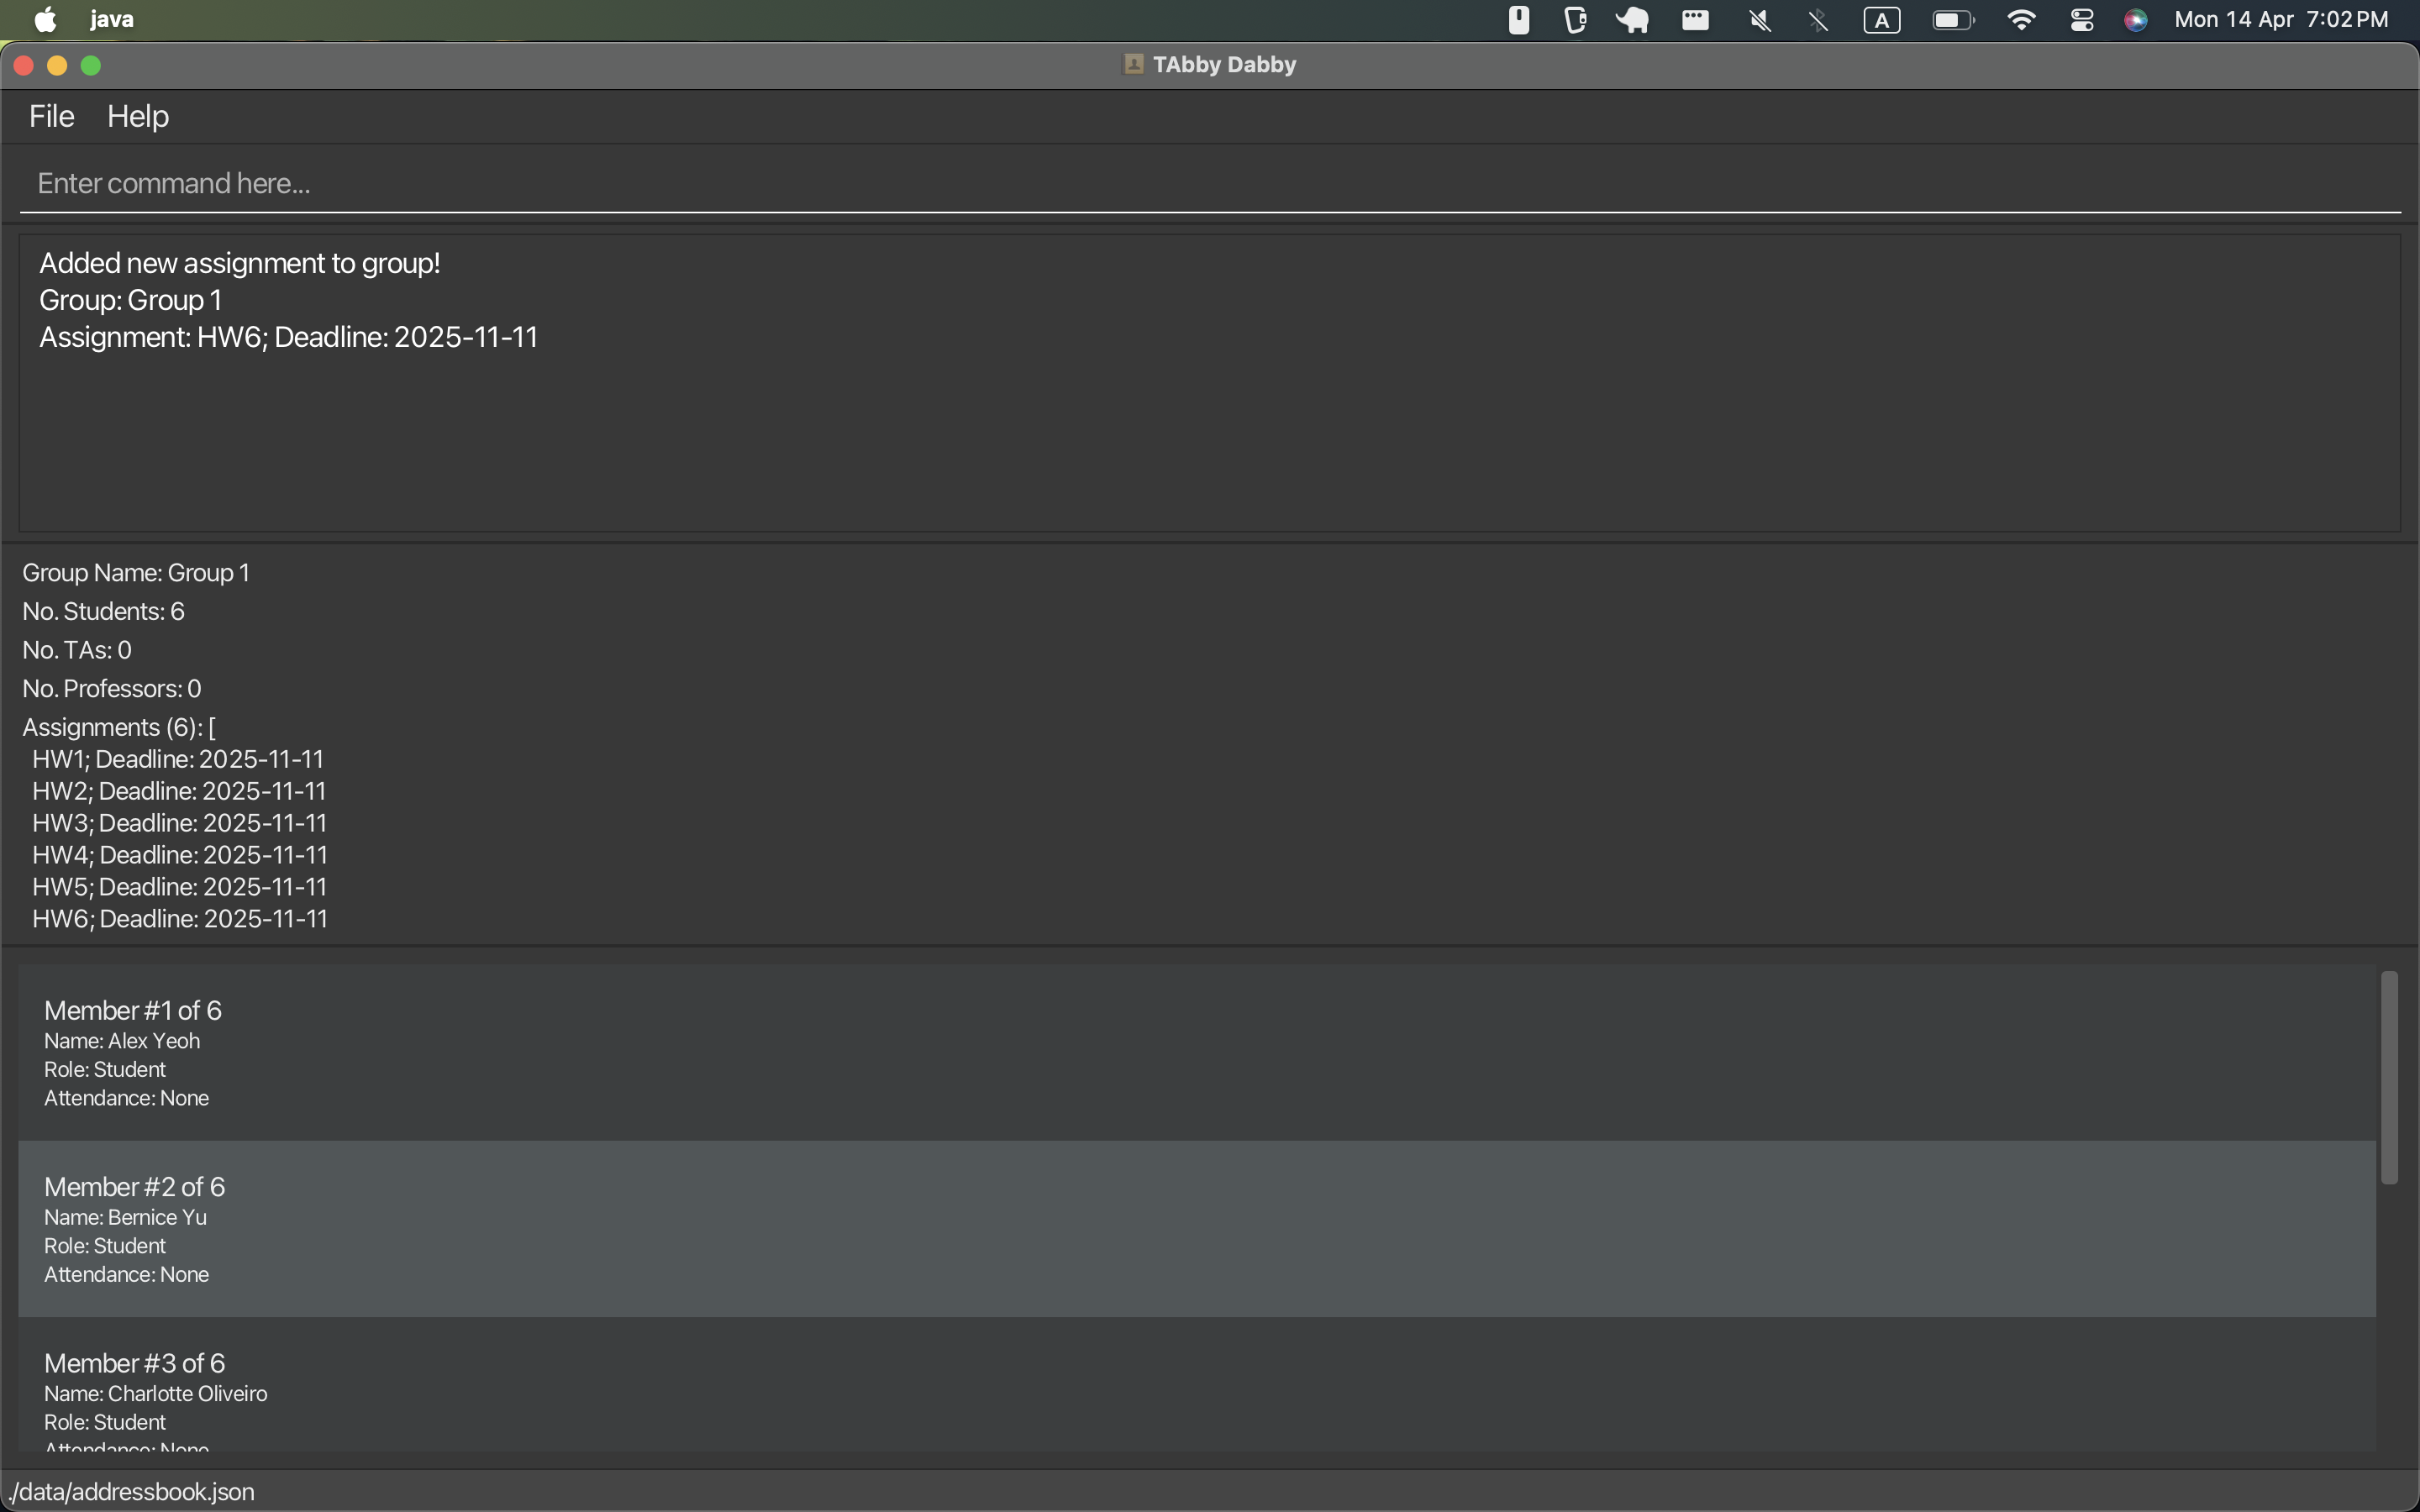 java
A
Mon 14 Apr 7:02 PM
TAbby Dabby
File Help
Enter command here...
Added new assignment to group!
Group: Group 1
Assignment: HW6; Deadline: 2025-11-11
Group Name: Group 1
No. Students: 6
No. TAs: 0
No. Professors: 0
Assignments (6): [
HW1; Deadline: 2025-11-11
HW2; Deadline: 2025-11-11
HW3; Deadline: 2025-11-11
HW4; Deadline: 2025-11-11
HW5; Deadline: 2025-11-11
HW6; Deadline: 2025-11-11
Member #1 of 6
Name: Alex Yeoh
Role: Student
Attendance: None
Member #2 of 6
Name: Bernice Yu
Role: Student
Attendance: None
Member #3 of 6
Name: Charlotte Oliveiro
Role: Student
Attendance: None
./data/addressbook.json